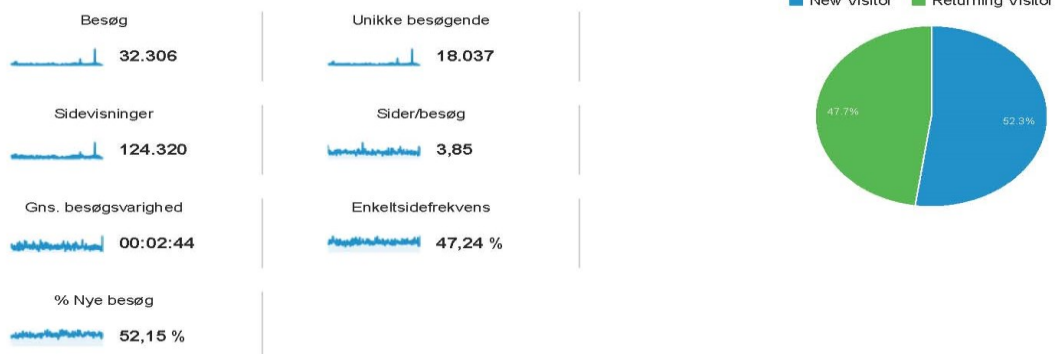 Besøg
32.306
Unikke besøgende
18.037
Sidevisninger
124.320
Sider/besøg
3,85
Gns. besøgsvarighed
00:02:44
Enkeltsidefrekvens
47,24 %
% Nye besøg
52,15 %
New Visitor Returning Visitor
47.7%
52.3%